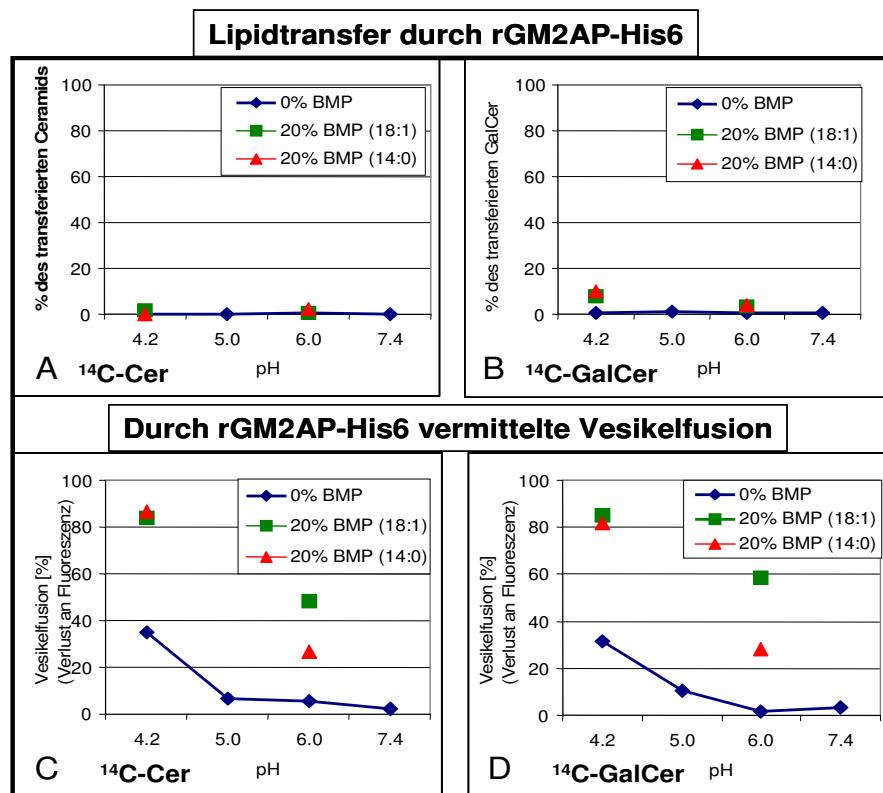 Lipidtransfer durch rGM2AP-His6
% des transferierten Ceramids
100
80
60
40
20
0
0% BMP
20% BMP (18:1)
20% BMP (14:0)
4.2 5.0 6.0 7.4
A
¹⁴C-Cer
pH
% des transferierten GalCer
100
80
60
40
20
0
0% BMP
20% BMP (18:1)
20% BMP (14:0)
4.2 5.0 6.0 7.4
B
¹⁴C-GalCer
pH
Durch rGM2AP-His6 vermittelte Vesikelfusion
Vesikelfusion [%]
(Verlust an Fluoreszenz)
100
80
60
40
20
0
0% BMP
20% BMP (18:1)
20% BMP (14:0)
4.2 5.0 6.0 7.4
C
¹⁴C-Cer
pH
Vesikelfusion [%]
(Verlust an Fluoreszenz)
100
80
60
40
20
0
0% BMP
20% BMP (18:1)
20% BMP (14:0)
4.2 5.0 6.0 7.4
D
¹⁴C-GalCer
pH